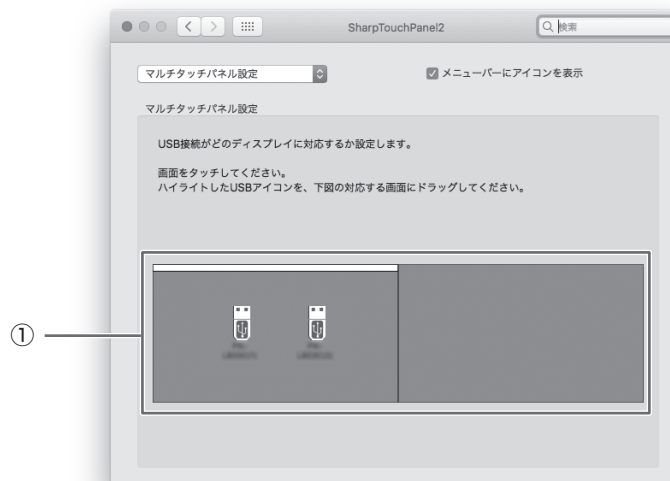 SharpTouchPanel2
検索
マルチタッチパネル設定
メニューバーにアイコンを表示
マルチタッチパネル設定
USB接続がどのディスプレイに対応するか設定します。
画面をタッチしてください。
ハイライトしたUSBアイコンを、下図の対応する画面にドラッグしてください。
①